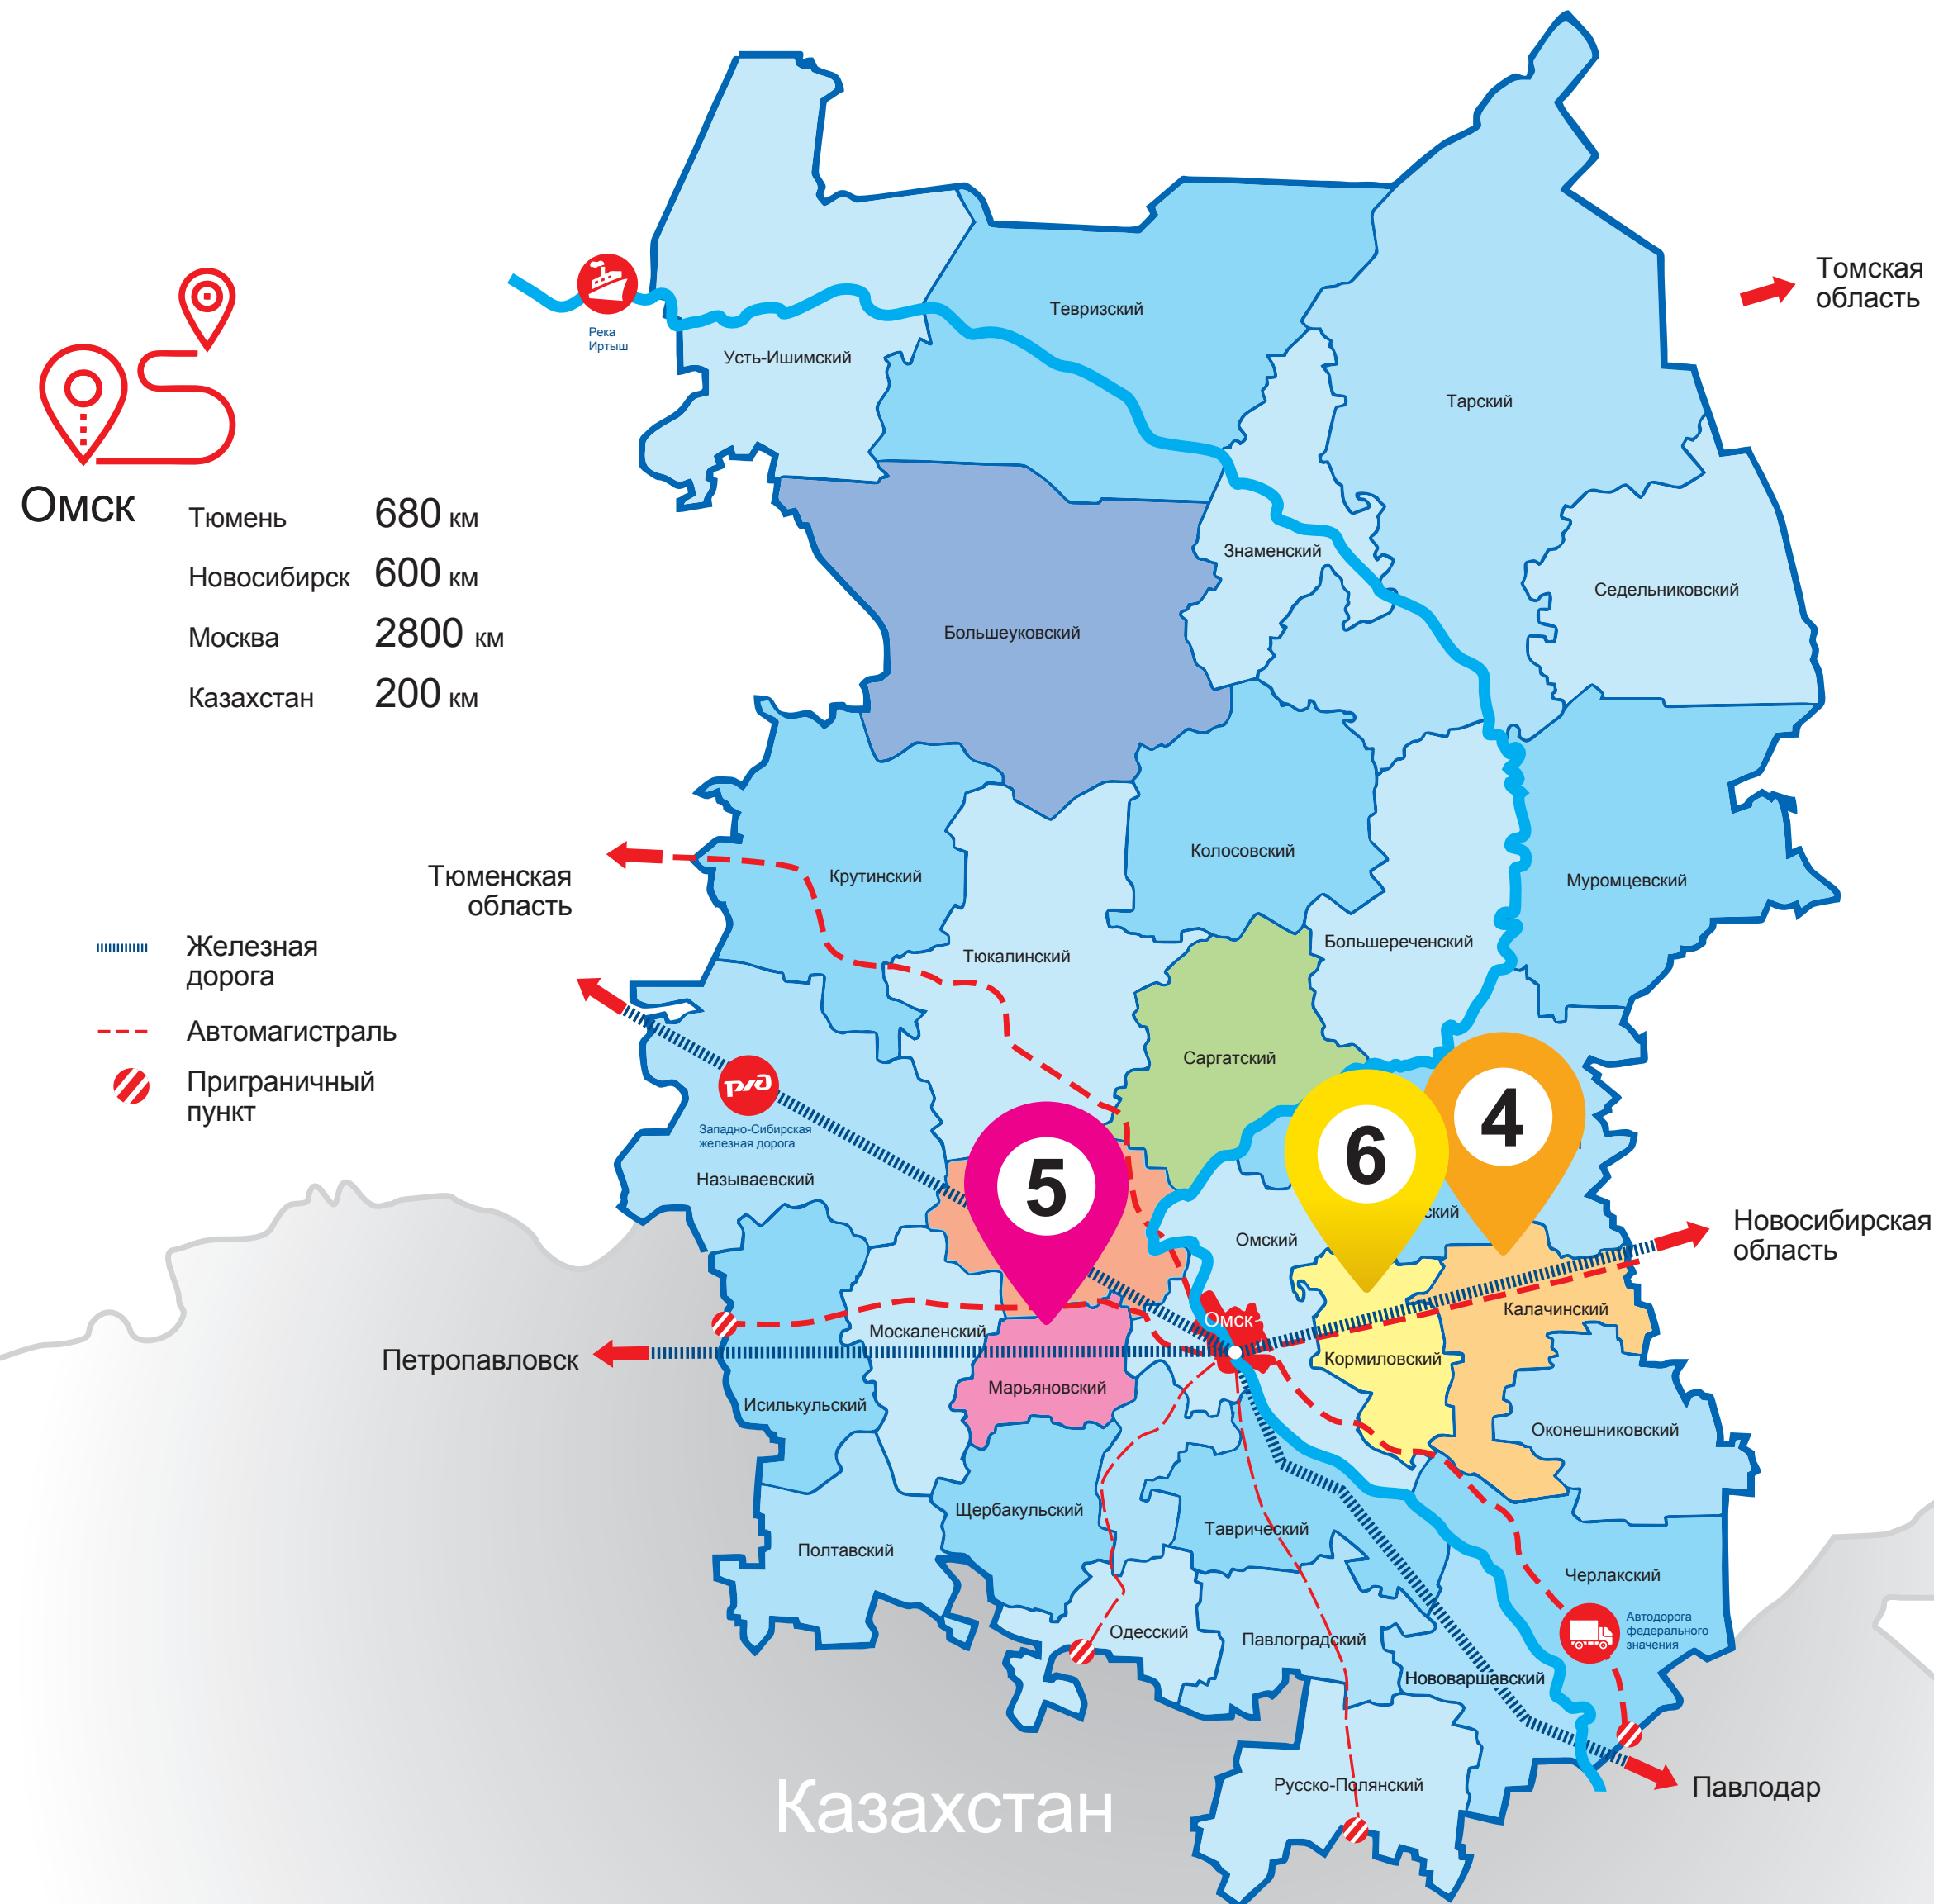 Томская
область
Тевризский
Река
Иртыш
Усть-Ишимский
Тарский
Омск
Тюмень 680 км
Новосибирск 600 км
Москва 2800 км
Казахстан 200 км
Знаменский
Седельниковский
Большеуковский
Колосовский
Крутинский
Муромцевский
Тюменская
область
Железная
дорога
Автомагистраль
Приграничный
пункт
Большереченский
Тюкалинский
Саргатский
ржд
Западно-Сибирская
железная дорога
Называевский
4
6
5
ский
Омский
Новосибирская
область
Калачинский
Омск
Москаленский
Петропавловск
Кормиловский
Марьяновский
Исилькульский
Оконешниковский
Щербакульский
Таврический
Полтавский
Черлакский
Автодорога
федерального
значения
Одесский
Павлоградский
Нововаршавский
Русско-Полянский
Павлодар
Казахстан